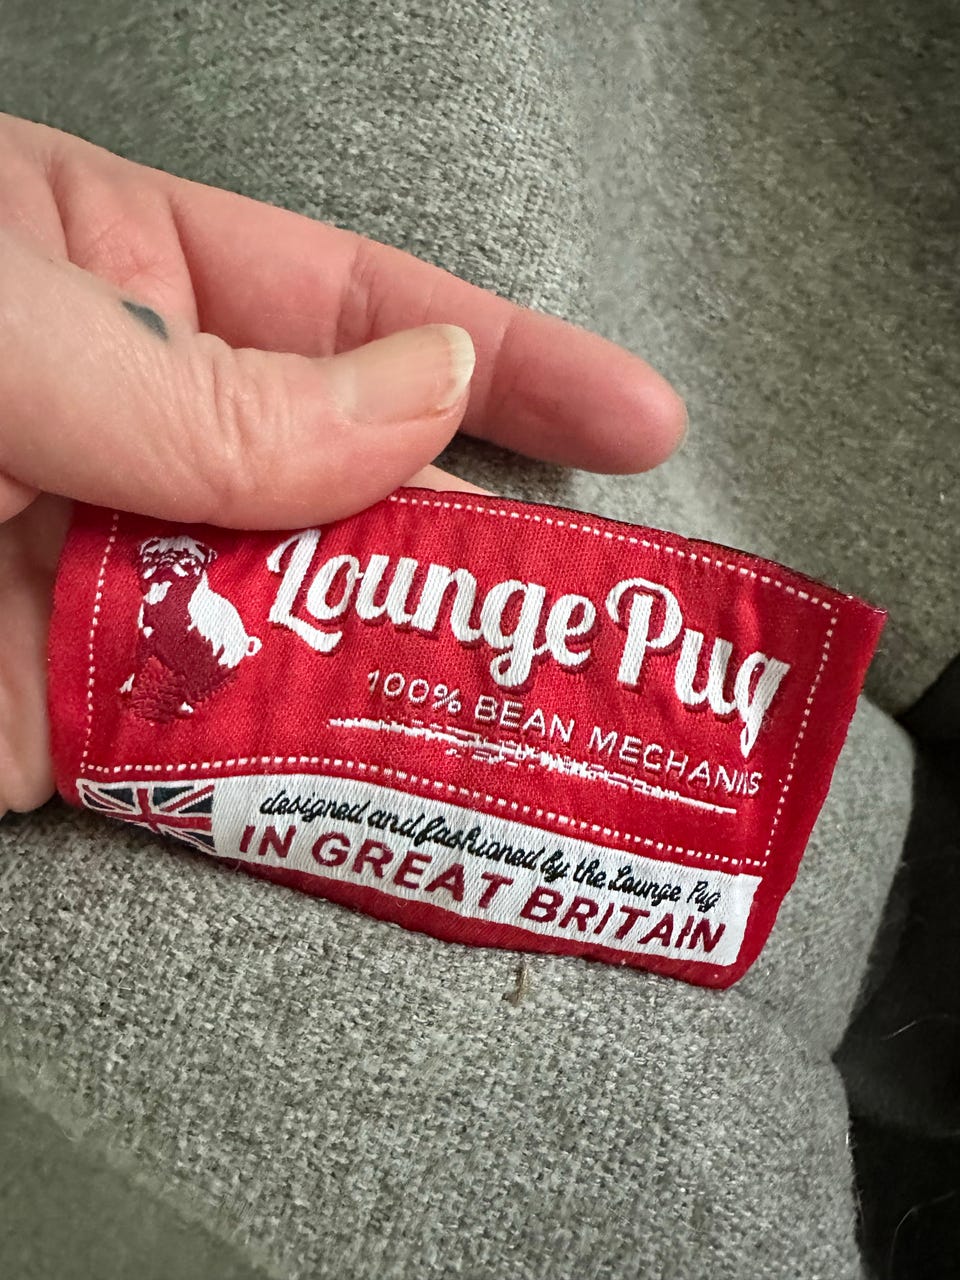 Lounge Pug
100% BEAN MECHANIS
designed and fashioned by the Lounge Pug
IN GREAT BRITAIN